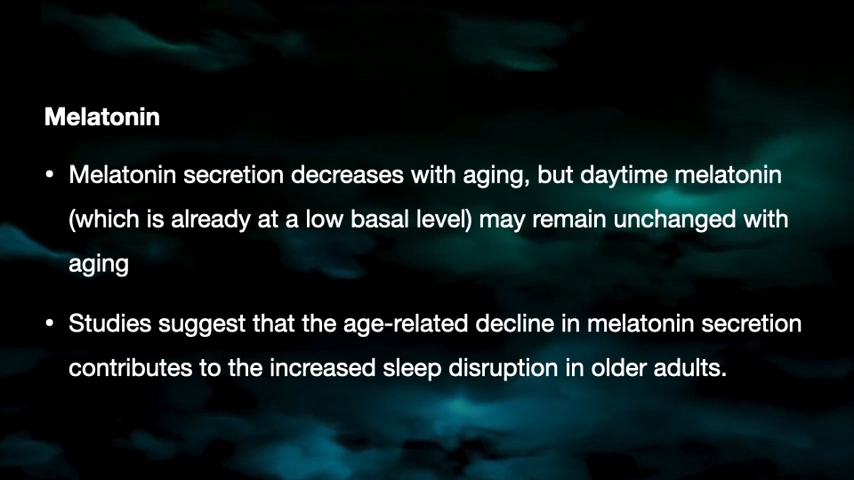 Melatonin
• Melatonin secretion decreases with aging, but daytime melatonin
(which is already at a low basal level) may remain unchanged with
aging
• Studies suggest that the age-related decline in melatonin secretion
contributes to the increased sleep disruption in older adults.